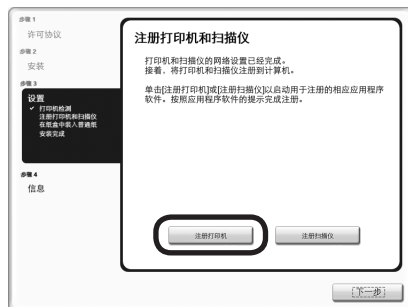 步骤 1
许可协议
步骤 2
安装
步骤 3
设置
✓ 打印机检测
注册打印机和扫描仪
在纸盒中装入普通纸
安装完成
步骤 4
信息
注册打印机和扫描仪
打印机和扫描仪的网络设置已经完成。
接着，将打印机和扫描仪注册到计算机。
单击[注册打印机]或[注册扫描仪]以启动用于注册的相应应用程序
软件。按照应用程序软件的提示完成注册。
注册打印机
注册扫描仪
下一步